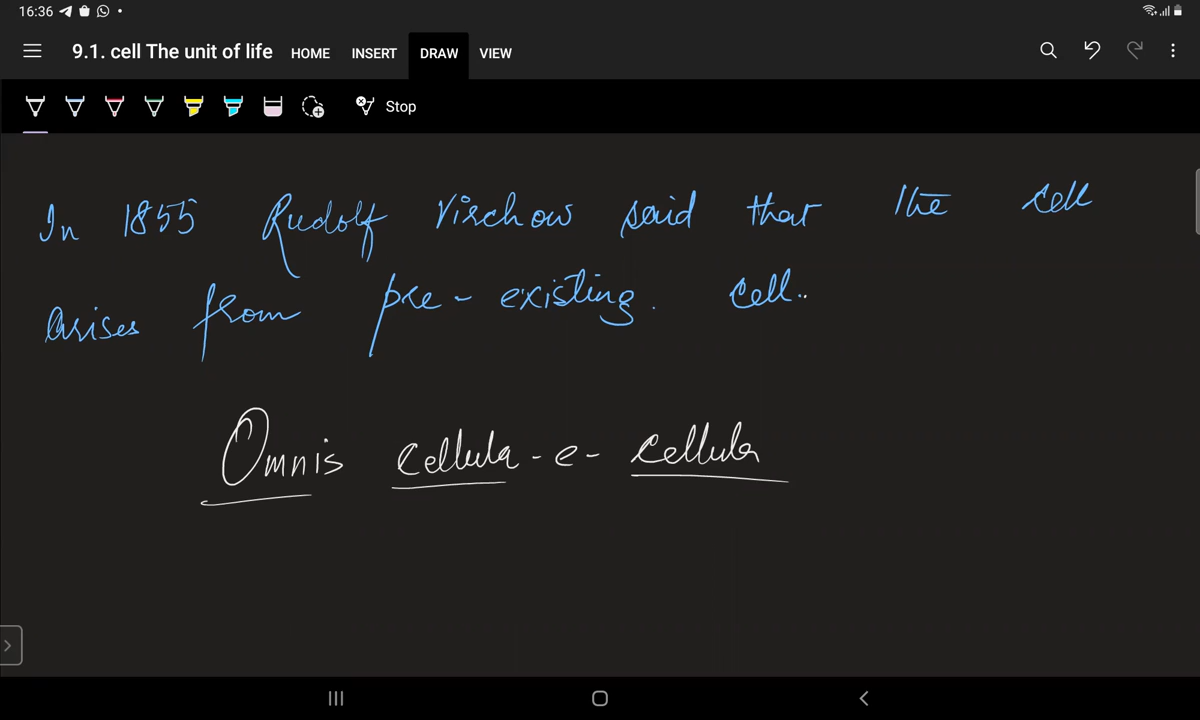 16:36
9.1. cell The unit of life HOME INSERT DRAW VIEW
Stop
In 1855 Rudolf Virschow said that the cell
arises from pre-existing. cell..
Omnis cellula-e-cellula